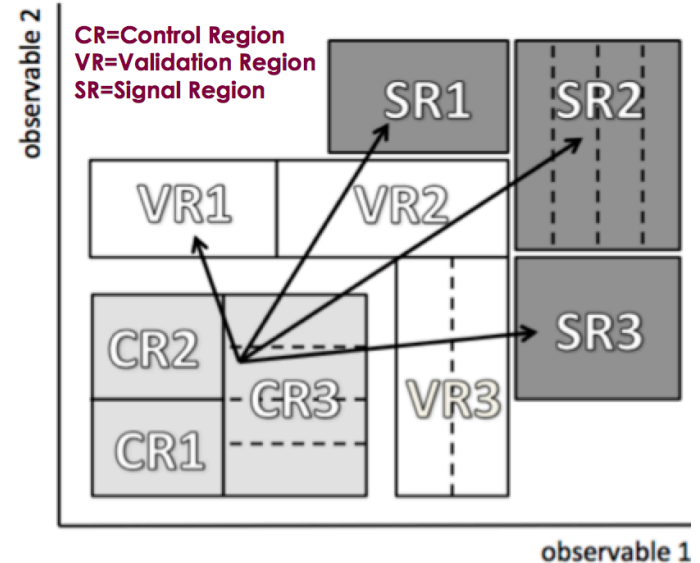 observable 2
CR=Control Region
VR=Validation Region
SR=Signal Region
SR1
SR2
VR1
VR2
CR2
SR3
CR3
VR3
CR1
observable 1